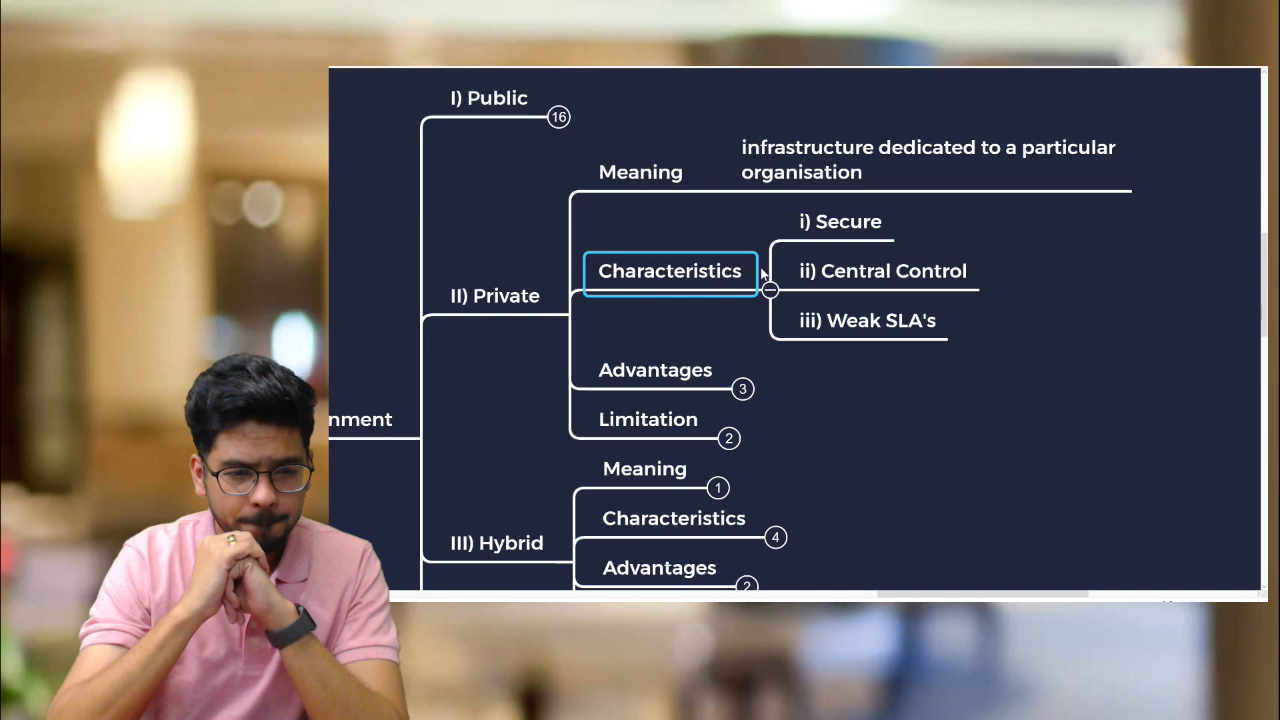 I) Public
16
Meaning
infrastructure dedicated to a particular
organisation
i) Secure
Characteristics
ii) Central Control
II) Private
iii) Weak SLA's
Advantages
3
nment
Limitation
2
Meaning
1
Characteristics
4
III) Hybrid
Advantages
2